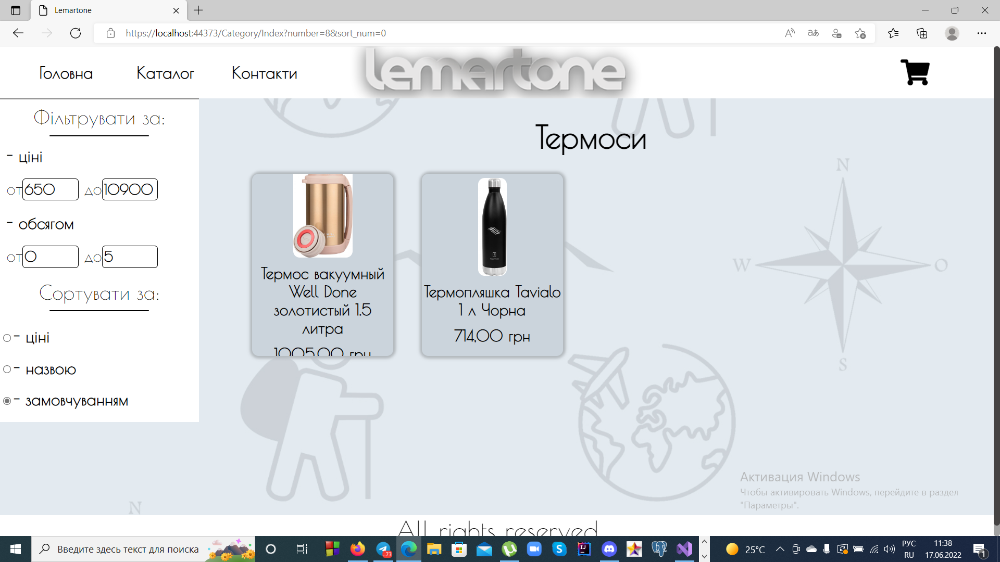 Lemartone
https://localhost:44373/Category/Index?number=8&sort_num=0
Головна
Каталог
Контакти
lemartone
Фільтрувати за:
- ціні
от 650 до 10900
- обсягом
от 0 до 5
Сортувати за:
- ціні
- назвою
- замовчуванням
Термоси
Термос вакуумный
Well Done
золотистый 1.5
литра
1005,00 грн
Термопляшка Tavialo
1 л Чорна
714,00 грн
N
W
O
S
N
Активация Windows
Чтобы активировать Windows, перейдите в раздел
"Параметры".
All rights reserved
Введите здесь текст для поиска
73
25°C
РУС
RU
11:38
17.06.2022
1